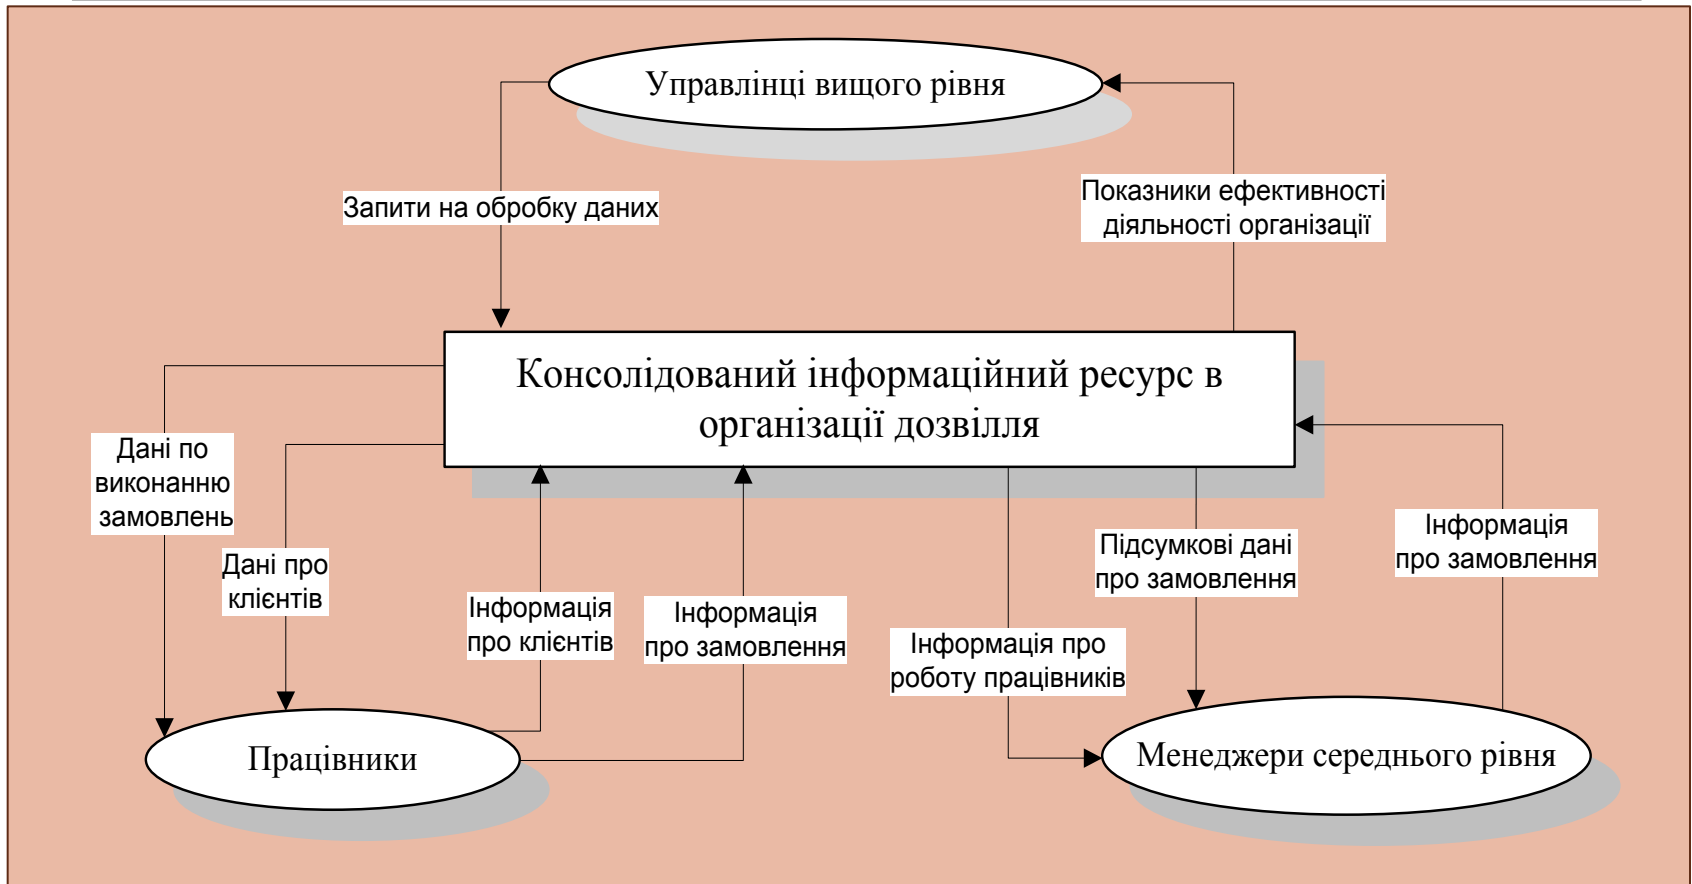 Управлінці вищого рівня
Запити на обробку даних
Показники ефективності
діяльності організації
Консолідований інформаційний ресурс в
організації дозвілля
Дані по
виконанню
замовлень
Дані про
клієнтів
Інформація
про клієнтів
Інформація
про замовлення
Інформація про
роботу працівників
Підсумкові дані
про замовлення
Інформація
про замовлення
Працівники
Менеджери середнього рівня